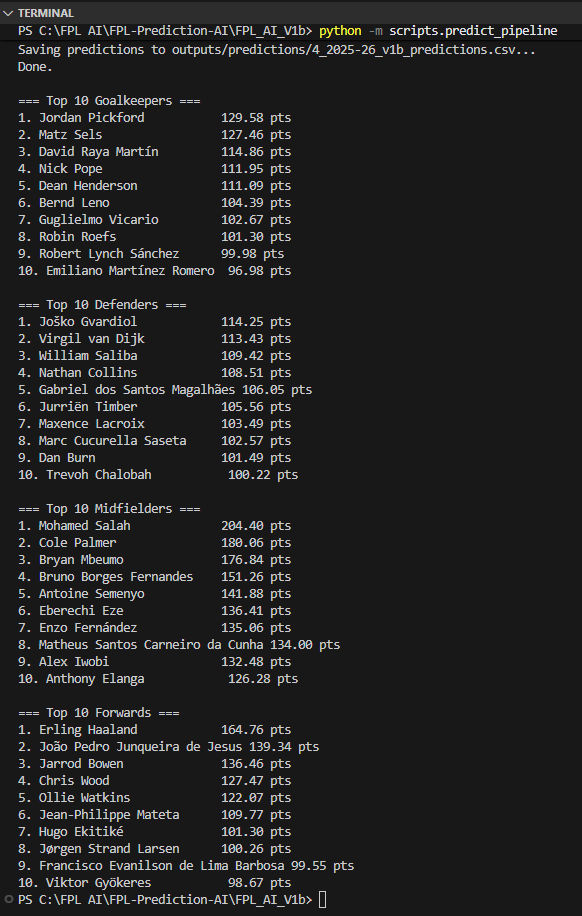 TERMINAL
PS C:\FPL AI\FPL-Prediction-AI\FPL_AI_V1b> python -m scripts.predict_pipeline
Saving predictions to outputs/predictions/4_2025-26_v1b_predictions.csv...
Done.
=== Top 10 Goalkeepers ===
1. Jordan Pickford 129.58 pts
2. Matz Sels 127.46 pts
3. David Raya Martín 114.86 pts
4. Nick Pope 111.95 pts
5. Dean Henderson 111.09 pts
6. Bernd Leno 104.39 pts
7. Guglielmo Vicario 102.67 pts
8. Robin Roefs 101.30 pts
9. Robert Lynch Sánchez 99.98 pts
10. Emiliano Martínez Romero 96.98 pts
=== Top 10 Defenders ===
1. Joško Gvardiol 114.25 pts
2. Virgil van Dijk 113.43 pts
3. William Saliba 109.42 pts
4. Nathan Collins 108.51 pts
5. Gabriel dos Santos Magalhães 106.05 pts
6. Jurriën Timber 105.56 pts
7. Maxence Lacroix 103.49 pts
8. Marc Cucurella Saseta 102.57 pts
9. Dan Burn 101.49 pts
10. Trevoh Chalobah 100.22 pts
=== Top 10 Midfielders ===
1. Mohamed Salah 204.40 pts
2. Cole Palmer 180.06 pts
3. Bryan Mbeumo 176.84 pts
4. Bruno Borges Fernandes 151.26 pts
5. Antoine Semenyo 141.88 pts
6. Eberechi Eze 136.41 pts
7. Enzo Fernández 135.06 pts
8. Matheus Santos Carneiro da Cunha 134.00 pts
9. Alex Iwobi 132.48 pts
10. Anthony Elanga 126.28 pts
=== Top 10 Forwards ===
1. Erling Haaland 164.76 pts
2. João Pedro Junqueira de Jesus 139.34 pts
3. Jarrod Bowen 136.46 pts
4. Chris Wood 127.47 pts
5. Ollie Watkins 122.07 pts
6. Jean-Philippe Mateta 109.77 pts
7. Hugo Ekitiké 101.30 pts
8. Jørgen Strand Larsen 100.26 pts
9. Francisco Evanilson de Lima Barbosa 99.55 pts
10. Viktor Gyökeres 98.67 pts
PS C:\FPL AI\FPL-Prediction-AI\FPL_AI_V1b>